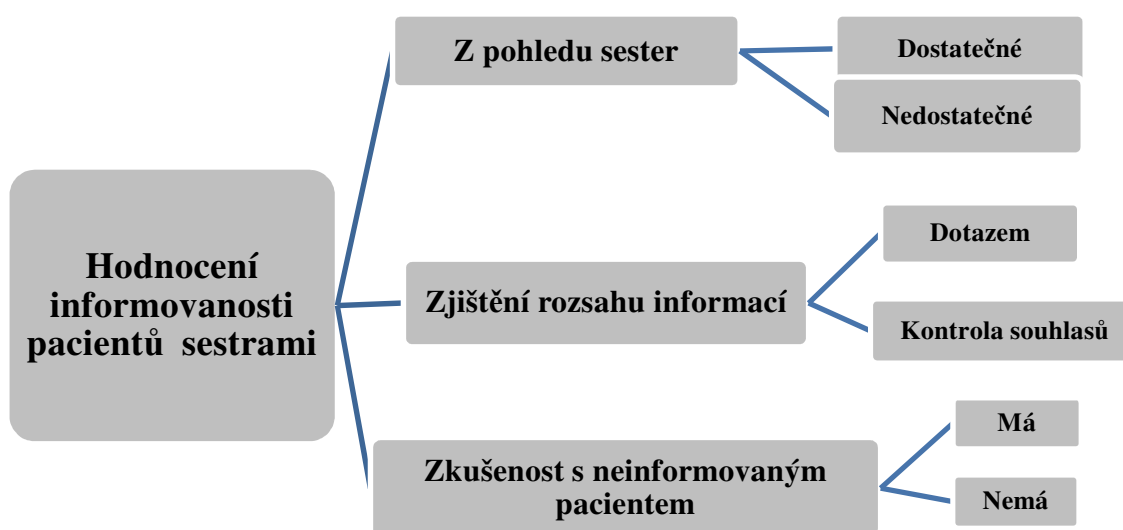 Z pohledu sester
Dostatečné
Nedostatečné
Hodnocení
informovanosti
pacientů sestrami
Zjištění rozsahu informací
Dotazem
Kontrola souhlasů
Zkušenost s neinformovaným
pacientem
Má
Nemá